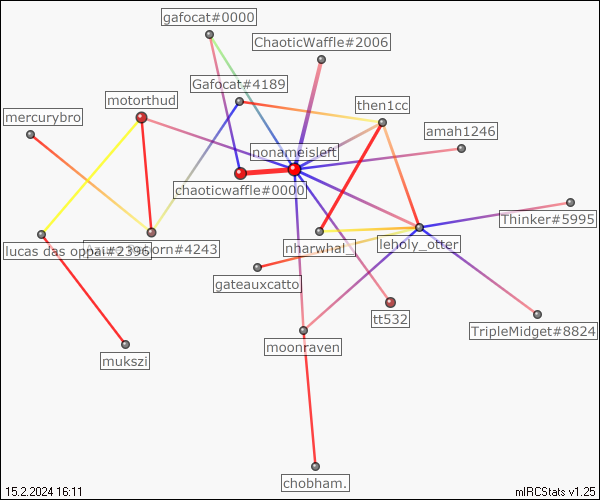 gafocat#0000
ChaoticWaffle#2006
Gafocat#4189
motorthud
then1cc
mercurybro
amah1246
nonameisleft
chaoticwaffle#0000
Thinker#5995
lucas das oppai#2396
orn#4243
nharwhal_
leholy_otter
gateauxcatto
tt532
TripleMidget#8824
moonraven
mukszi
chobham.
15.2.2024 16:11
mIRCStats v1.25